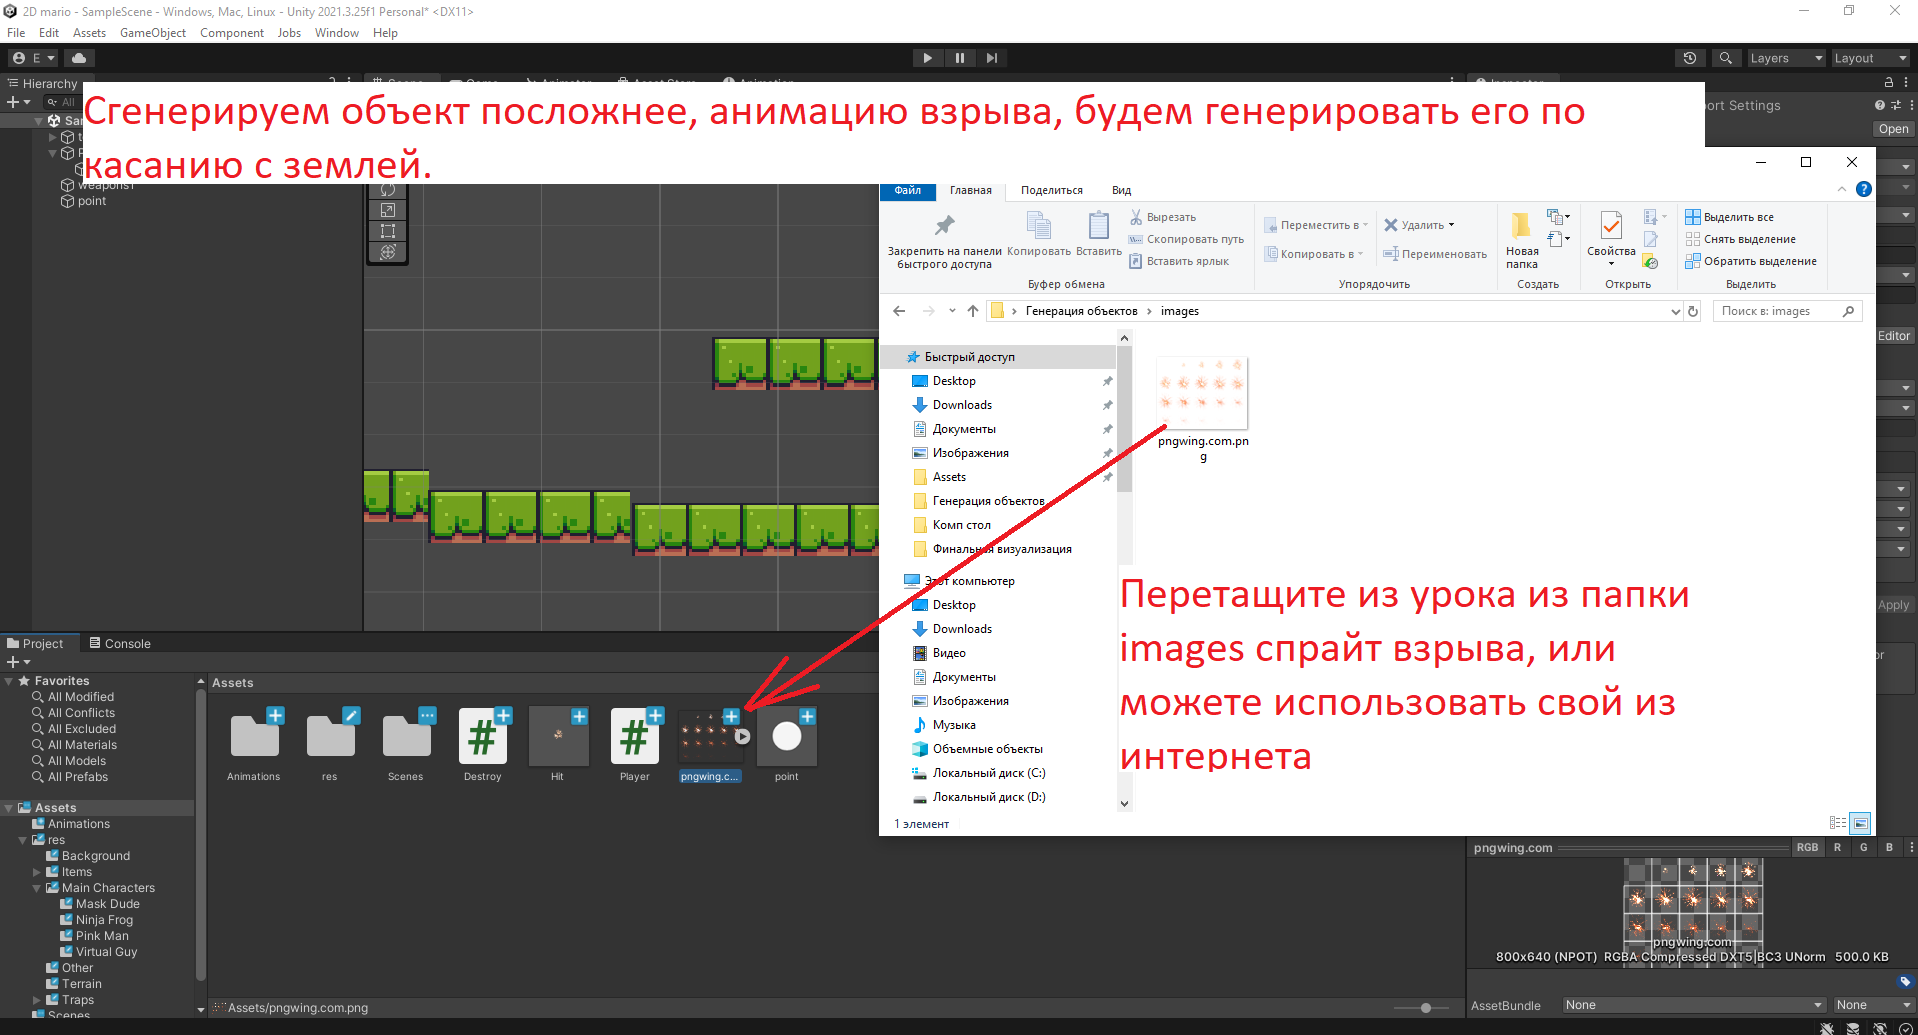 2D mario - SampleScene - Windows, Mac, Linux - Unity 2021.3.25f1 Personal* <DX11>
File Edit Assets GameObject Component Jobs Window Help
E
Layers
Layout
Hierarchy
All
Сгенерируем объект посложнее, анимацию взрыва, будем генерировать его по
касанию с землей.
ort Settings
Open
weapons1
point
Файл Главная Поделиться Вид
Закрепить на панели
быстрого доступа
Копировать
Вставить
Вырезать
Скопировать путь
Вставить ярлык
Буфер обмена
Переместить в
Копировать в
Удалить
Переименовать
Упорядочить
Новая
папка
Создать
Свойства
Открыть
Выделить все
Снять выделение
Обратить выделение
Выделить
Генерация объектов
images
Поиск в: images
Editor
Быстрый доступ
Desktop
Downloads
Документы
Изображения
Assets
Генерация объектов
Комп стол
Финальная визуализация
Этот компьютер
Desktop
Downloads
Видео
Документы
Изображения
Музыка
Объемные объекты
Локальный диск (C:)
Локальный диск (D:)
1 элемент
pngwing.com.pn
g
Перетащите из урока из папки
images спрайт взрыва, или
можете использовать свой из
интернета
Apply
Project
Console
Favorites
All Modified
All Conflicts
All Excluded
All Materials
All Models
All Prefabs
Assets
Animations
res
Background
Items
Main Characters
Mask Dude
Ninja Frog
Pink Man
Virtual Guy
Other
Terrain
Traps
Scenes
Assets
Animations
res
Scenes
Destroy
Hit
Player
pngwing.c...
point
Assets/pngwing.com.png
pngwing.com
RGB R G B
pngwing.com
800x640 (NPOT) RGBA Compressed DXT5|BC3 UNorm 500.0 KB
AssetBundle
None
None